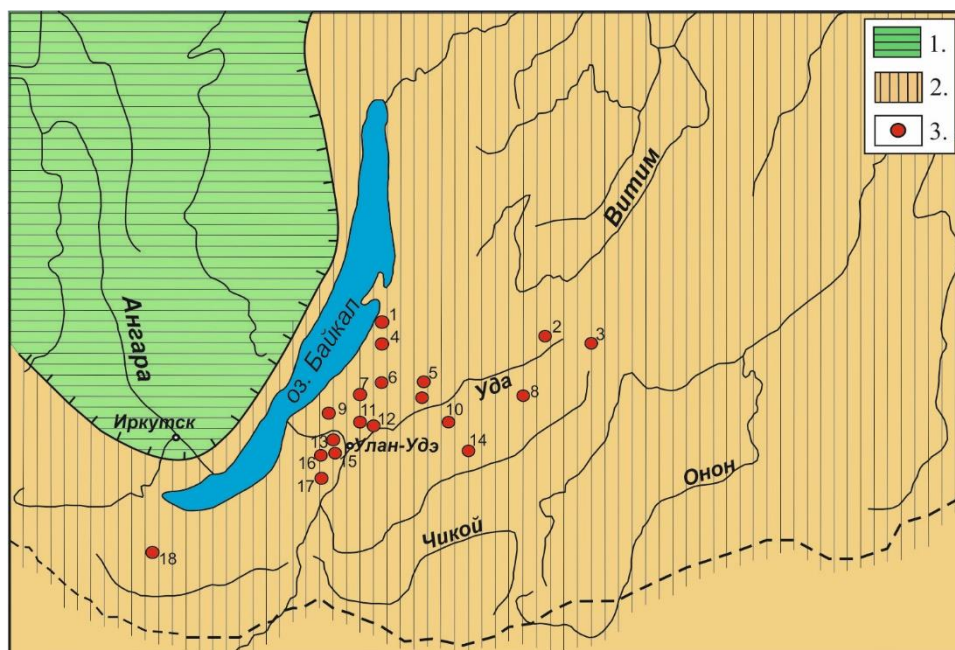 1.
2.
3.
Витим
Ангара
оз. Байкал
1
4
2
3
5
6
7
Уда
8
9
10
11
12
Иркутск
13
Улан-Удэ
14
15
16
17
Онон
Чикой
18